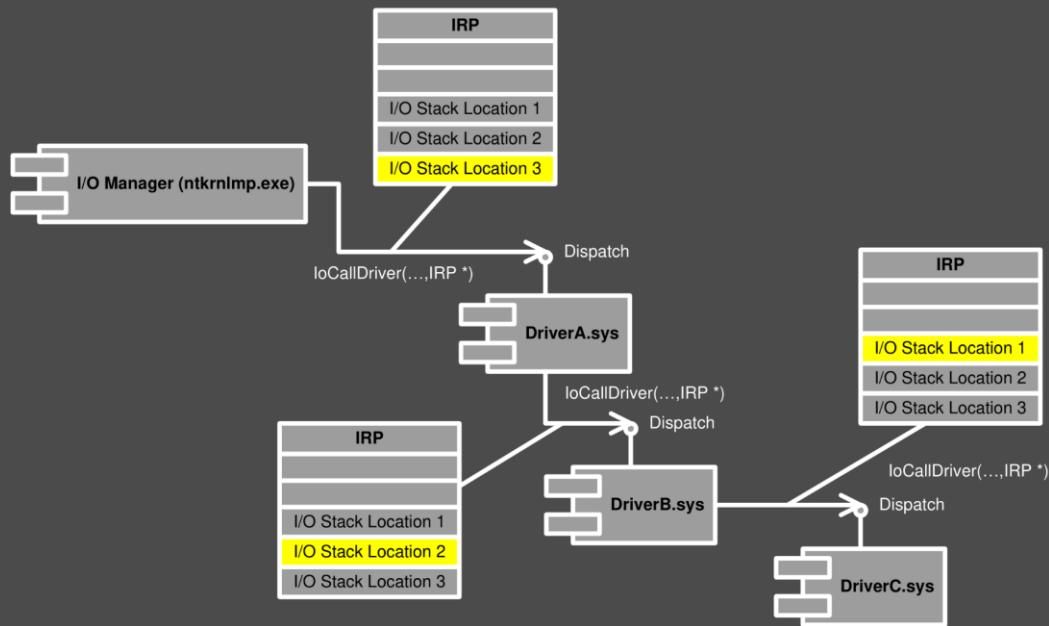 IRP
I/O Stack Location 1
I/O Stack Location 2
I/O Stack Location 3
I/O Manager (ntkrnlmp.exe)
Dispatch
IoCallDriver(…,IRP *)
DriverA.sys
IRP
I/O Stack Location 1
I/O Stack Location 2
I/O Stack Location 3
IoCallDriver(…,IRP *)
Dispatch
IRP
I/O Stack Location 1
I/O Stack Location 2
I/O Stack Location 3
DriverB.sys
IoCallDriver(…,IRP *)
Dispatch
DriverC.sys